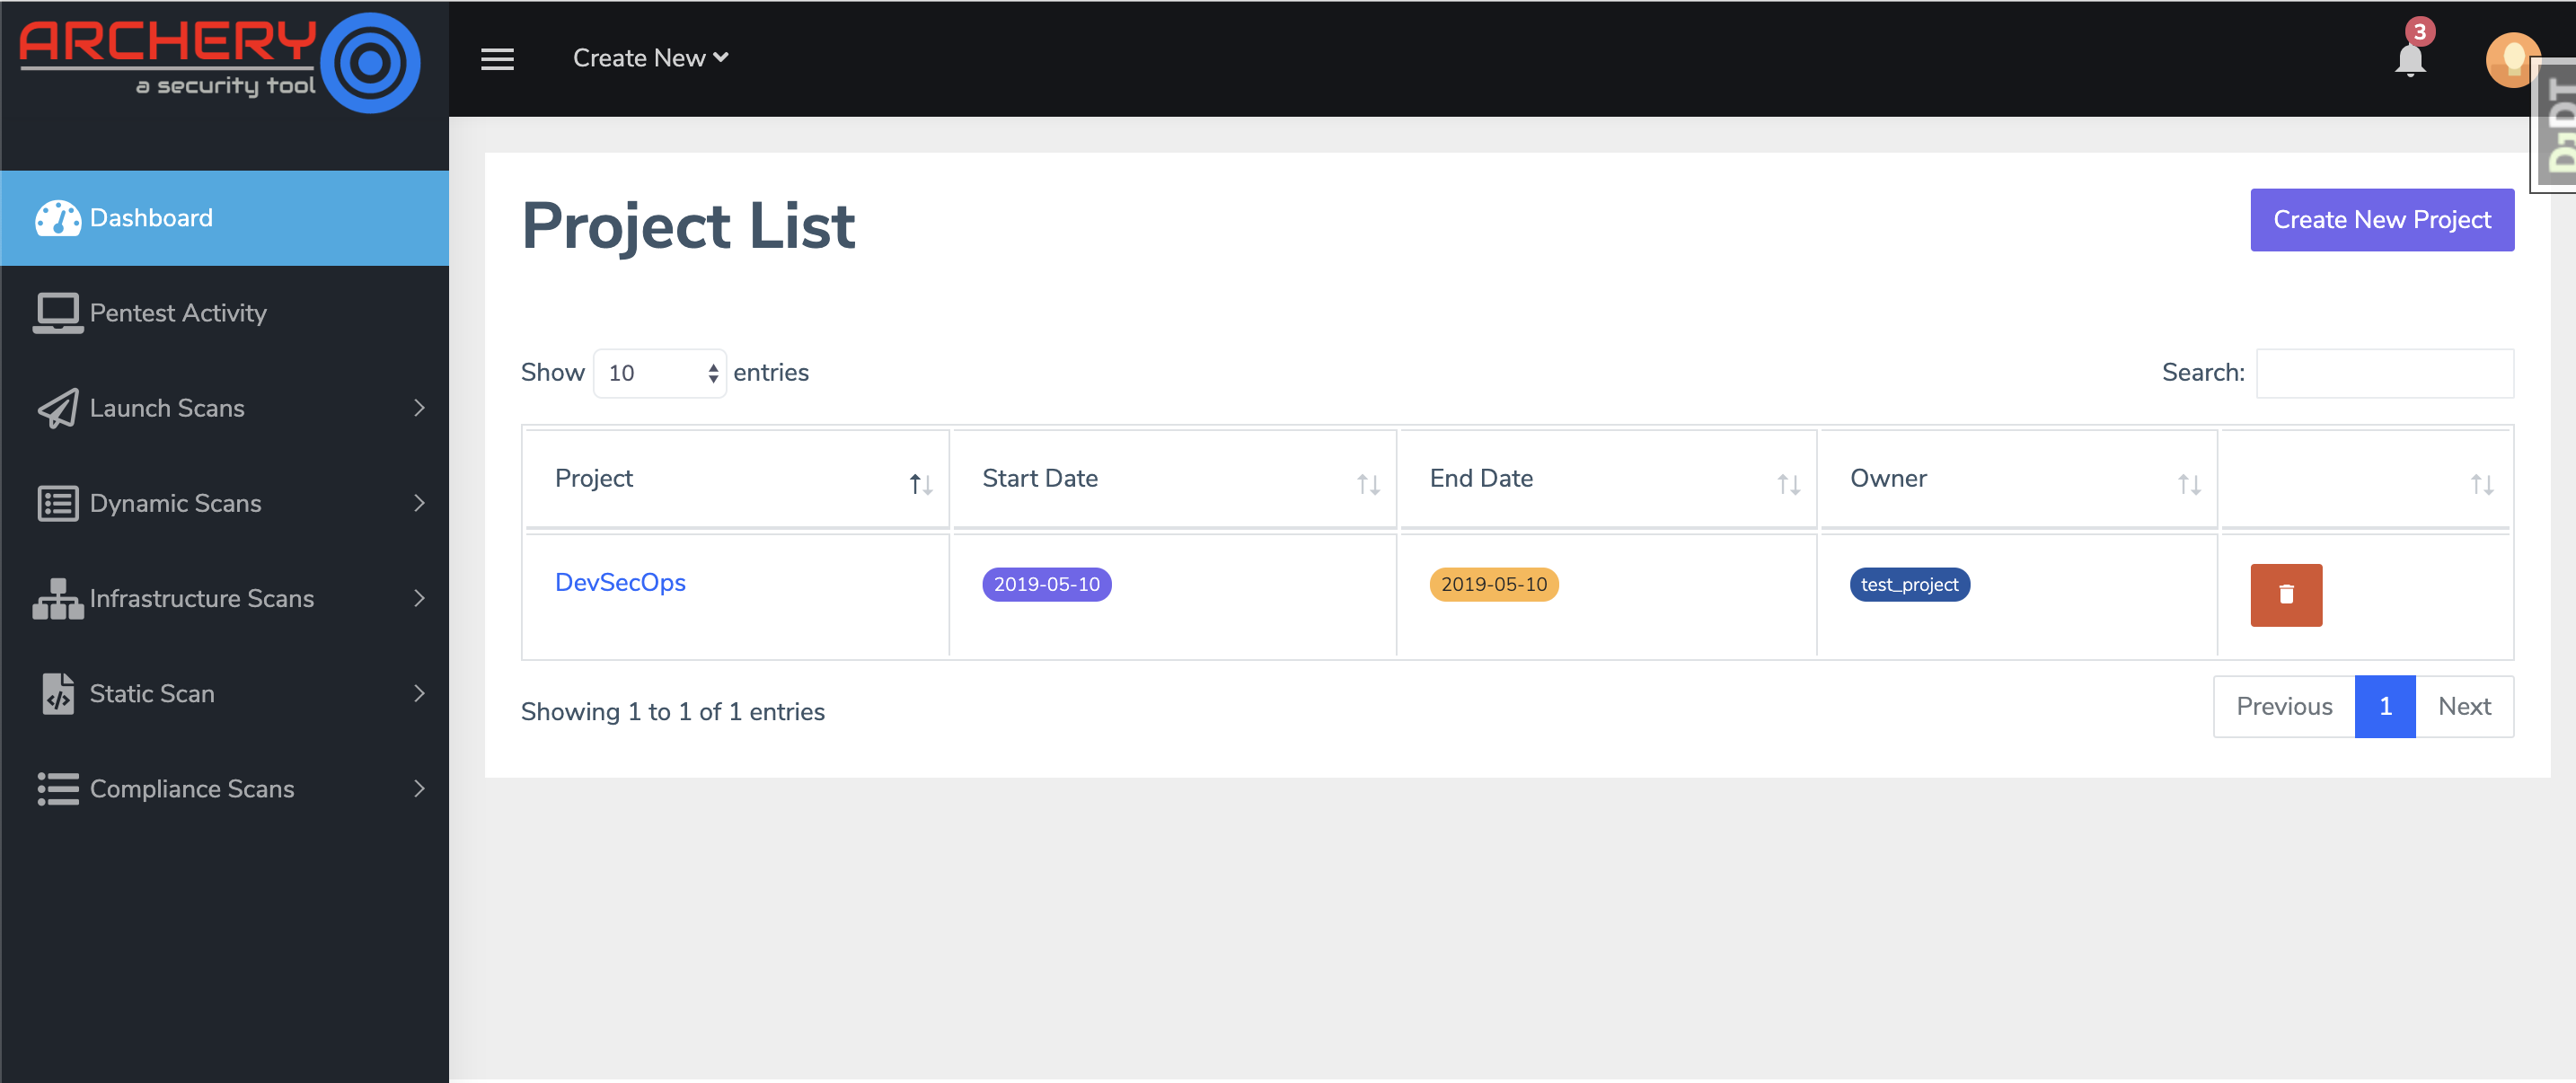 ARCHERY
a security tool
Create New
3
DjDT
Dashboard
Pentest Activity
Launch Scans
Dynamic Scans
Infrastructure Scans
Static Scan
Compliance Scans
Project List
Create New Project
Show 10 entries
Search:
Project Start Date End Date Owner
DevSecOps 2019-05-10 2019-05-10 test_project
Showing 1 to 1 of 1 entries
Previous 1 Next